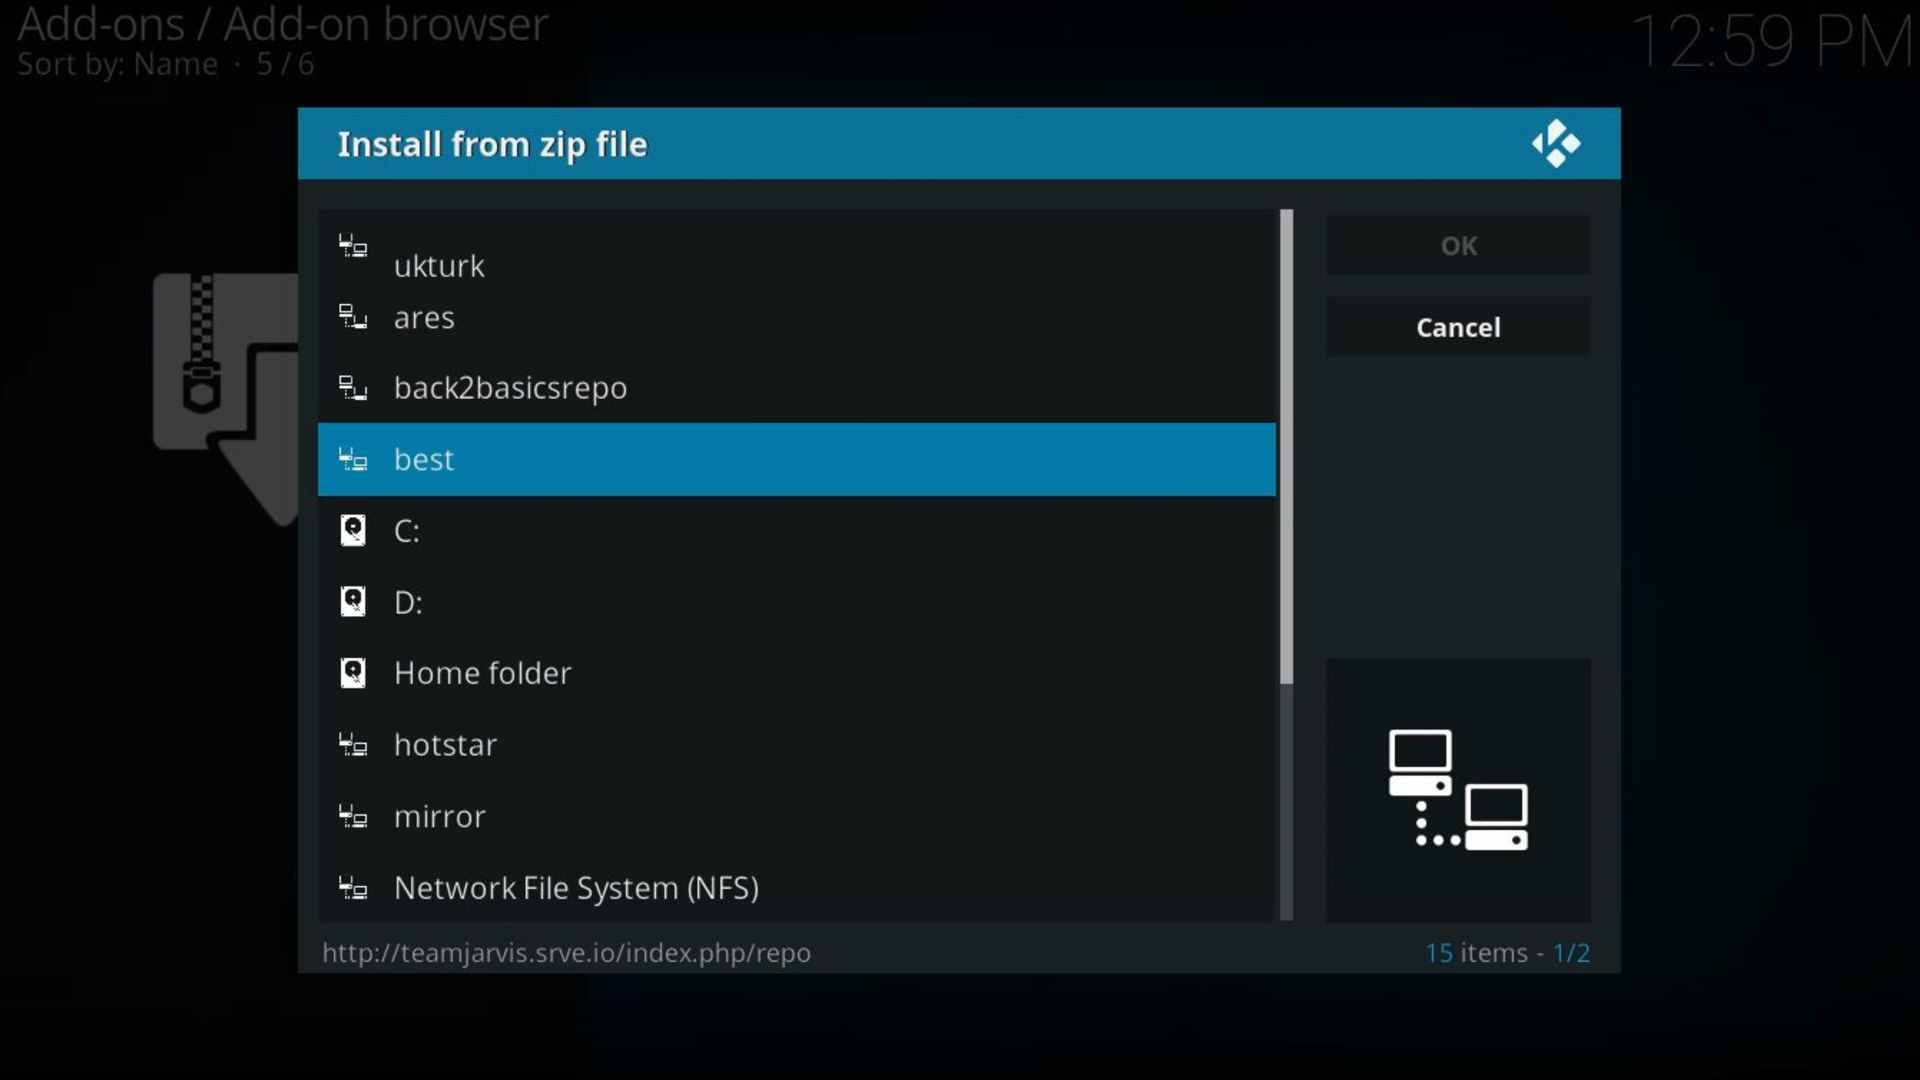 Add-ons / Add-on browser
Sort by: Name · 5 / 6
12:59 PM
Install from zip file
ukturk
ares
back2basicsrepo
best
C:
D:
Home folder
hotstar
mirror
Network File System (NFS)
OK
Cancel
http://teamjarvis.srve.io/index.php/repo
15 items - 1/2